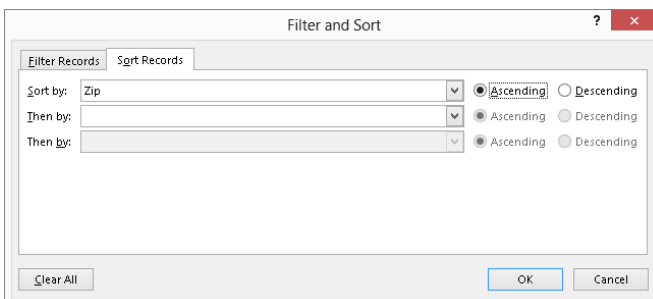 Filter and Sort ?
Filter Records Sort Records
Sort by: Zip Ascending Descending
Then by: Ascending Descending
Then by: Ascending Descending
Clear All OK Cancel